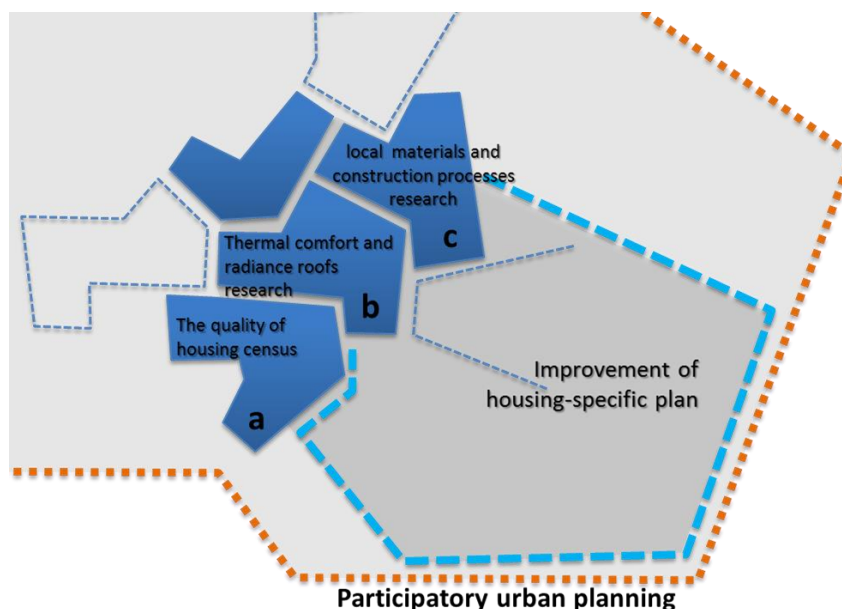 local materials and
construction processes
research
c
Thermal comfort and
radiance roofs
research
b
The quality of
housing census
a
Improvement of
housing-specific plan
Participatory urban planning